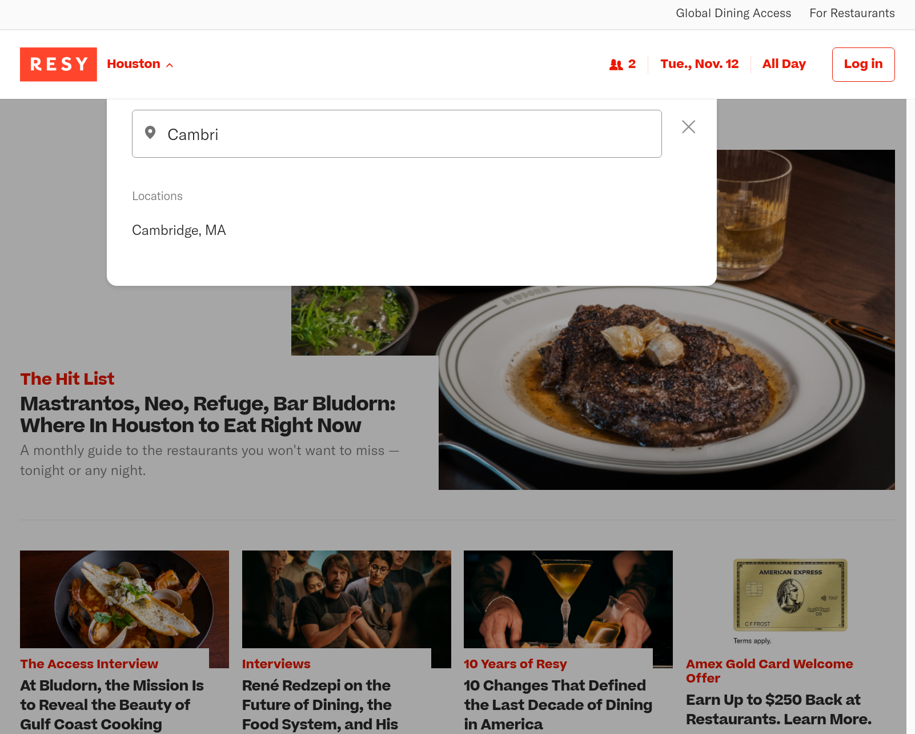 Global Dining Access For Restaurants
RESY Houston 2 Tue., Nov. 12 All Day Log in
Cambri
Locations
Cambridge, MA
The Hit List
Mastrantos, Neo, Refuge, Bar Bludorn:
Where In Houston to Eat Right Now
A monthly guide to the restaurants you won't want to miss —
tonight or any night.
The Access Interview
At Bludorn, the Mission Is
to Reveal the Beauty of
Gulf Coast Cooking
Interviews
René Redzepi on the
Future of Dining, the
Food System, and His
10 Years of Resy
10 Changes That Defined
the Last Decade of Dining
in America
AMERICAN EXPRESS
C F FROST
Terms apply.
Amex Gold Card Welcome
Offer
Earn Up to $250 Back at
Restaurants. Learn More.